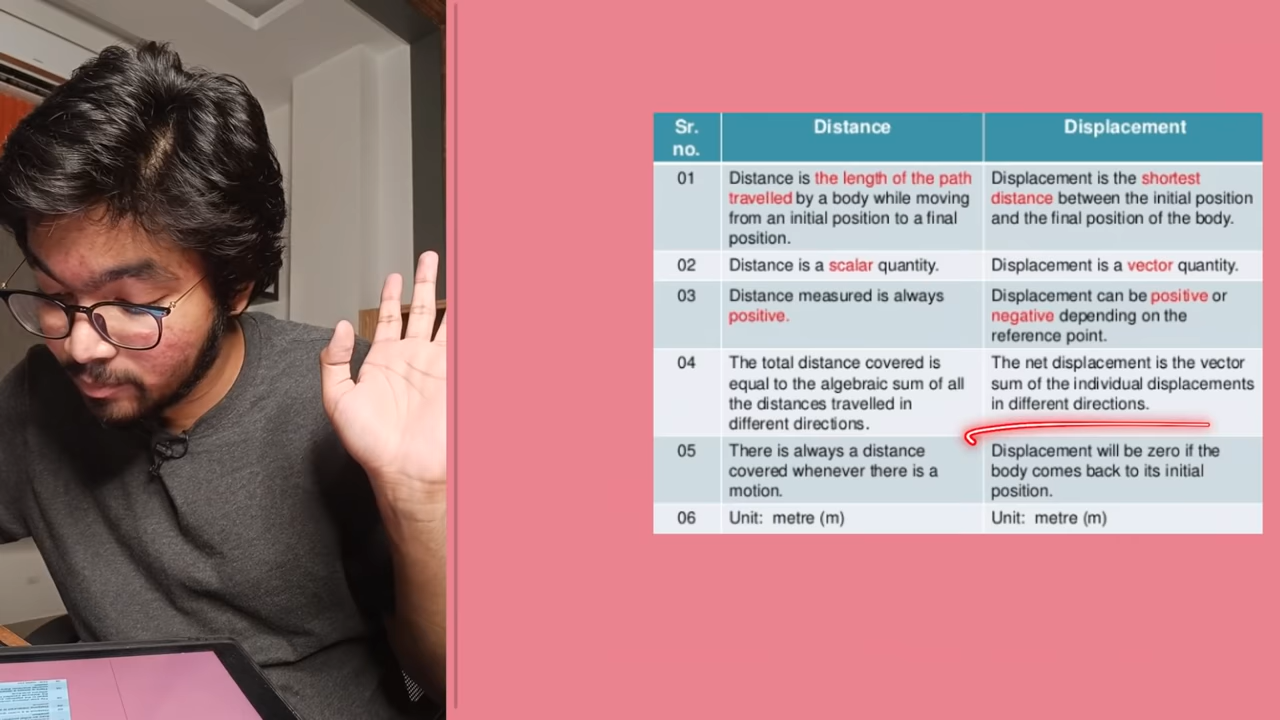 Sr. no.
Distance
Displacement
01
Distance is the length of the path
travelled by a body while moving
from an initial position to a final
position.
Displacement is the shortest
distance between the initial position
and the final position of the body.
02
Distance is a scalar quantity.
Displacement is a vector quantity.
03
Distance measured is always
positive.
Displacement can be positive or
negative depending on the
reference point.
04
The total distance covered is
equal to the algebraic sum of all
the distances travelled in
different directions.
The net displacement is the vector
sum of the individual displacements
in different directions.
05
There is always a distance
covered whenever there is a
motion.
Displacement will be zero if the
body comes back to its initial
position.
06
Unit: metre (m)
Unit: metre (m)